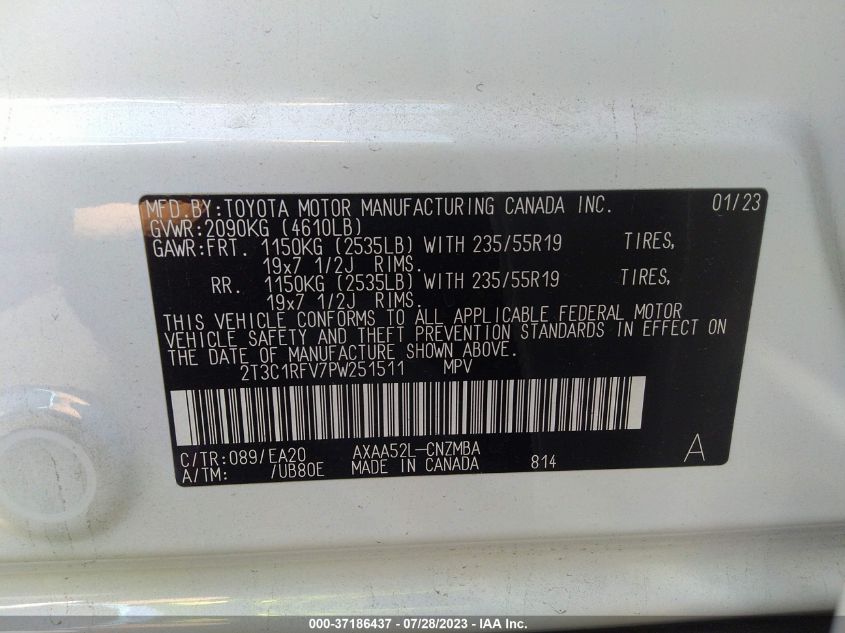 MFD.BY:TOYOTA MOTOR MANUFACTURING CANADA INC. 01/23
GVWR:2090KG (4610LB)
GAWR:FRT. 1150KG (2535LB) WITH 235/55R19 TIRES,
19x7 1/2J RIMS.
RR. 1150KG (2535LB) WITH 235/55R19 TIRES,
19x7 1/2J RIMS.
THIS VEHICLE CONFORMS TO ALL APPLICABLE FEDERAL MOTOR
VEHICLE SAFETY AND THEFT PREVENTION STANDARDS IN EFFECT ON
THE DATE OF MANUFACTURE SHOWN ABOVE.
2T3C1RFV7PW251511 MPV
C/TR:089/EA20 AXAA52L-CNZMBA
A/TM: /UB80E MADE IN CANADA 814 A
000-37186437 - 07/28/2023 - IAA Inc.